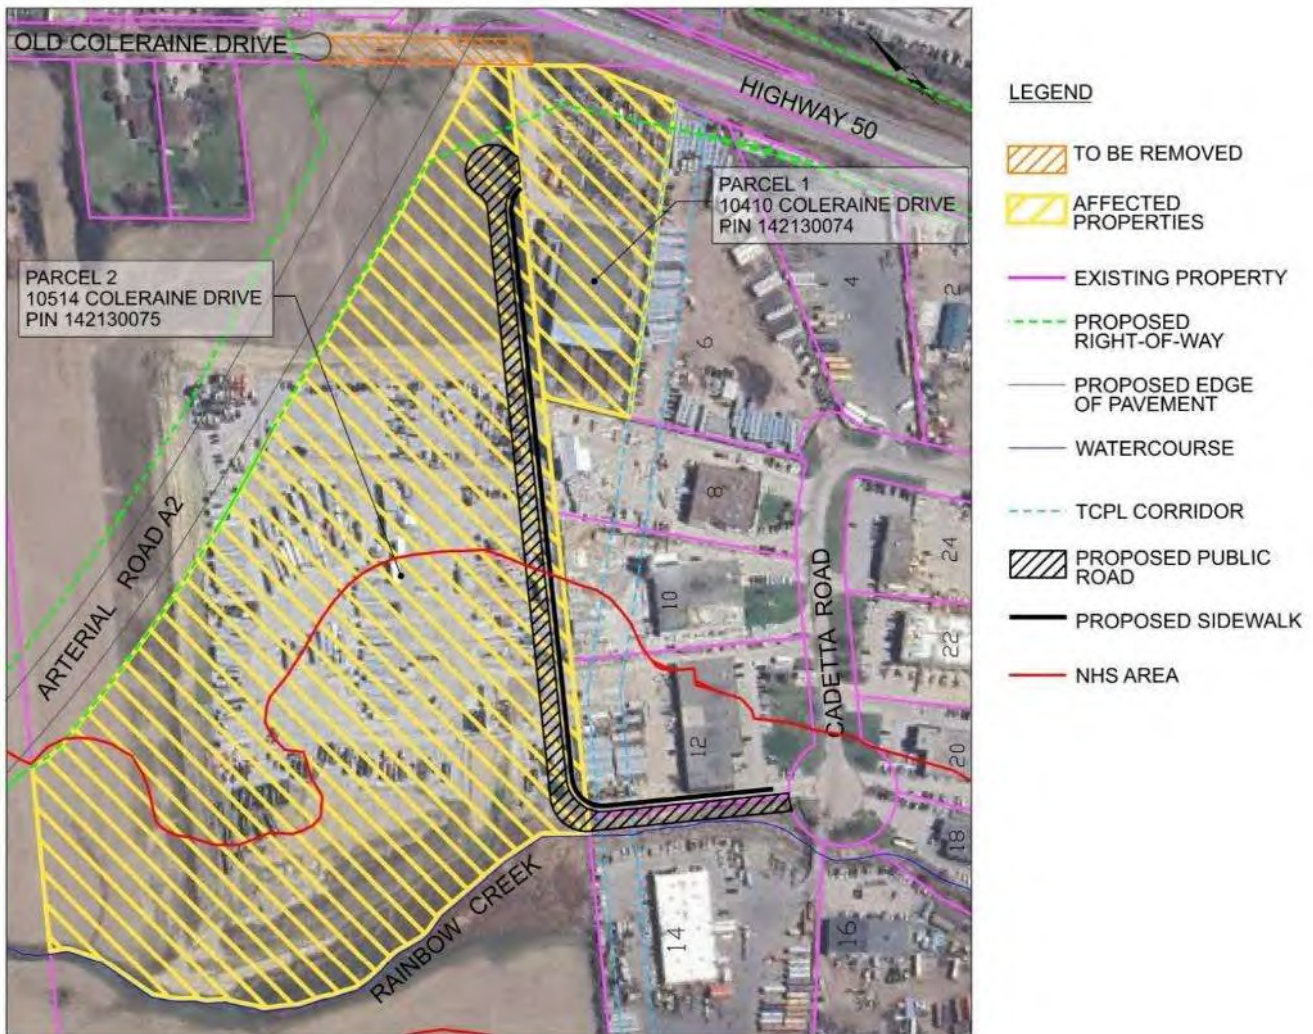 OLD COLERAINE DRIVE
HIGHWAY 50
PARCEL 1
10410 COLERAINE DRIVE
PIN 142130074
PARCEL 2
10514 COLERAINE DRIVE
PIN 142130075
ARTERIAL ROAD A2
CADETTA ROAD
RAINBOW CREEK
2
4
6
8
10
12
14
16
18
20
22
24
LEGEND
TO BE REMOVED
AFFECTED
PROPERTIES
EXISTING PROPERTY
PROPOSED
RIGHT-OF-WAY
PROPOSED EDGE
OF PAVEMENT
WATERCOURSE
TCPL CORRIDOR
PROPOSED PUBLIC
ROAD
PROPOSED SIDEWALK
NHS AREA